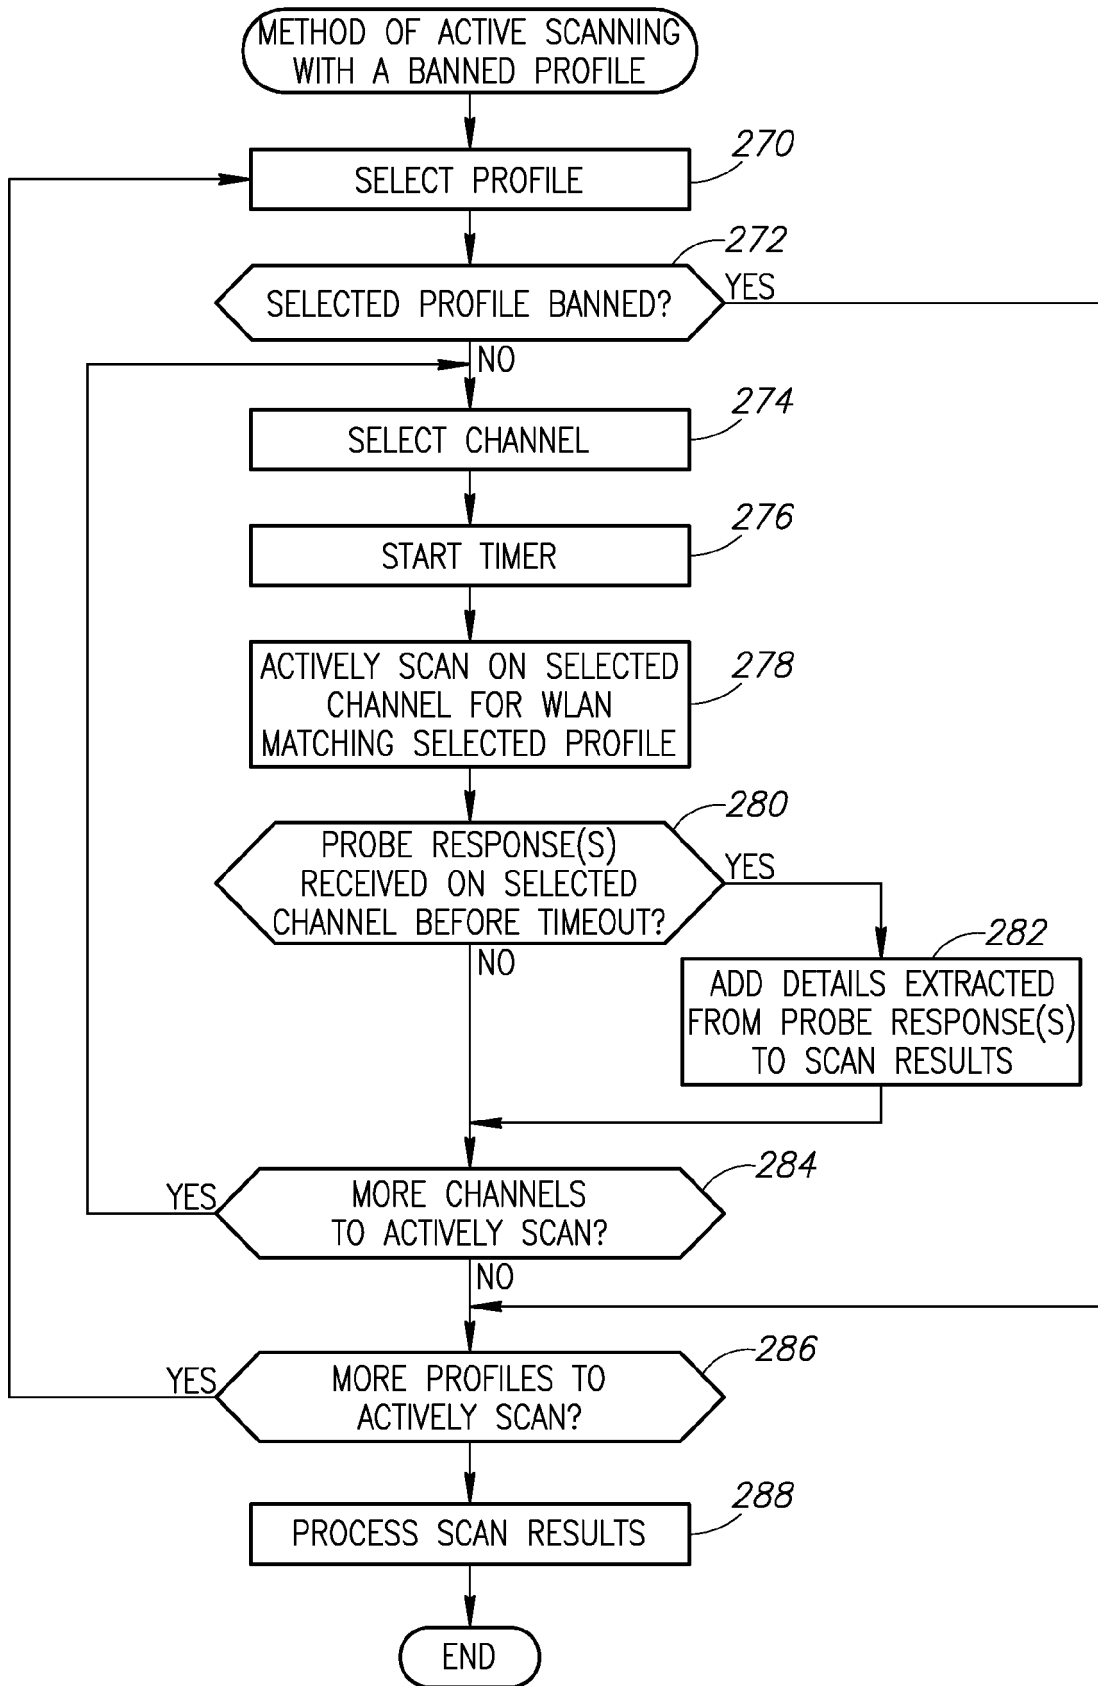 METHOD OF ACTIVE SCANNING
WITH A BANNED PROFILE
270
SELECT PROFILE
272
SELECTED PROFILE BANNED?
YES
NO
274
SELECT CHANNEL
276
START TIMER
278
ACTIVELY SCAN ON SELECTED
CHANNEL FOR WLAN
MATCHING SELECTED PROFILE
280
PROBE RESPONSE(S)
RECEIVED ON SELECTED
CHANNEL BEFORE TIMEOUT?
YES
NO
282
ADD DETAILS EXTRACTED
FROM PROBE RESPONSE(S)
TO SCAN RESULTS
284
MORE CHANNELS
TO ACTIVELY SCAN?
YES
NO
286
MORE PROFILES TO
ACTIVELY SCAN?
YES
288
PROCESS SCAN RESULTS
END